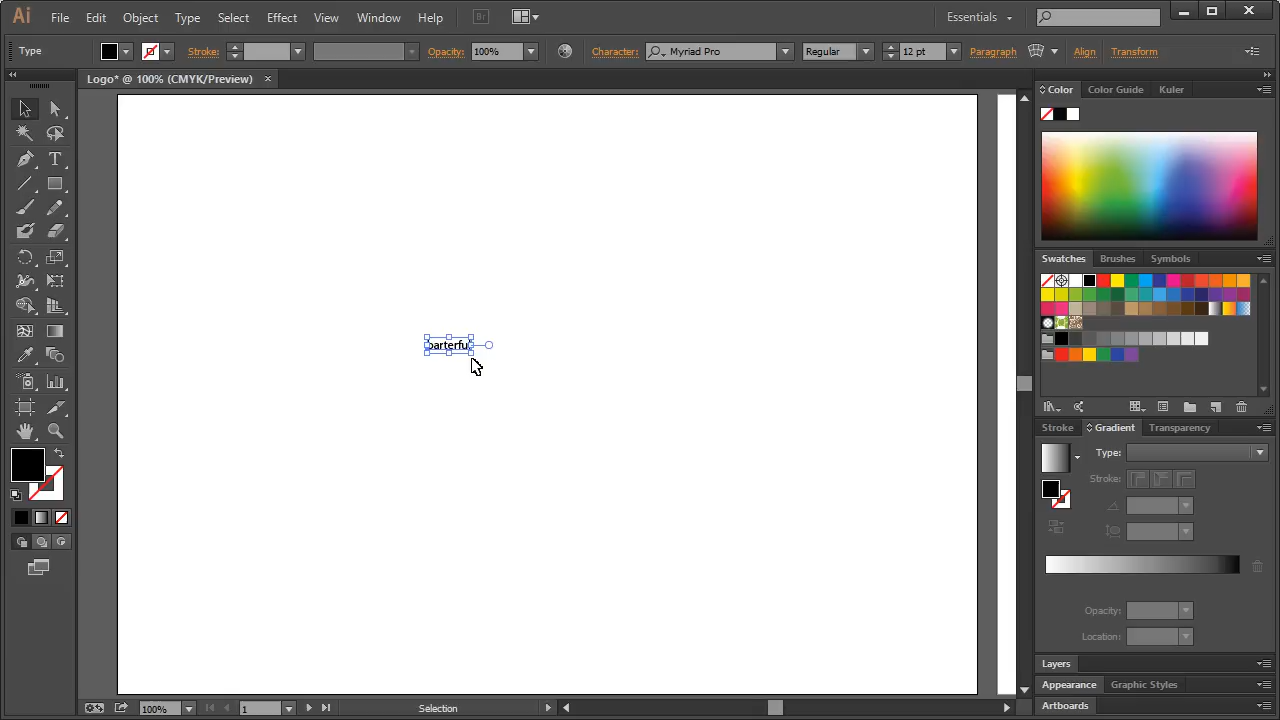 Ai File Edit Object Type Select Effect View Window Help Br Essentials
Type Stroke: Opacity: 100% Character: Myriad Pro Regular 12 pt Paragraph Align Transform
Logo* @ 100% (CMYK/Preview)
Color Color Guide Kuler
Swatches Brushes Symbols
barterful
Stroke Gradient Transparency
Type:
Stroke:
Opacity:
Location:
Layers
Appearance Graphic Styles
Artboards
100% 1 Selection